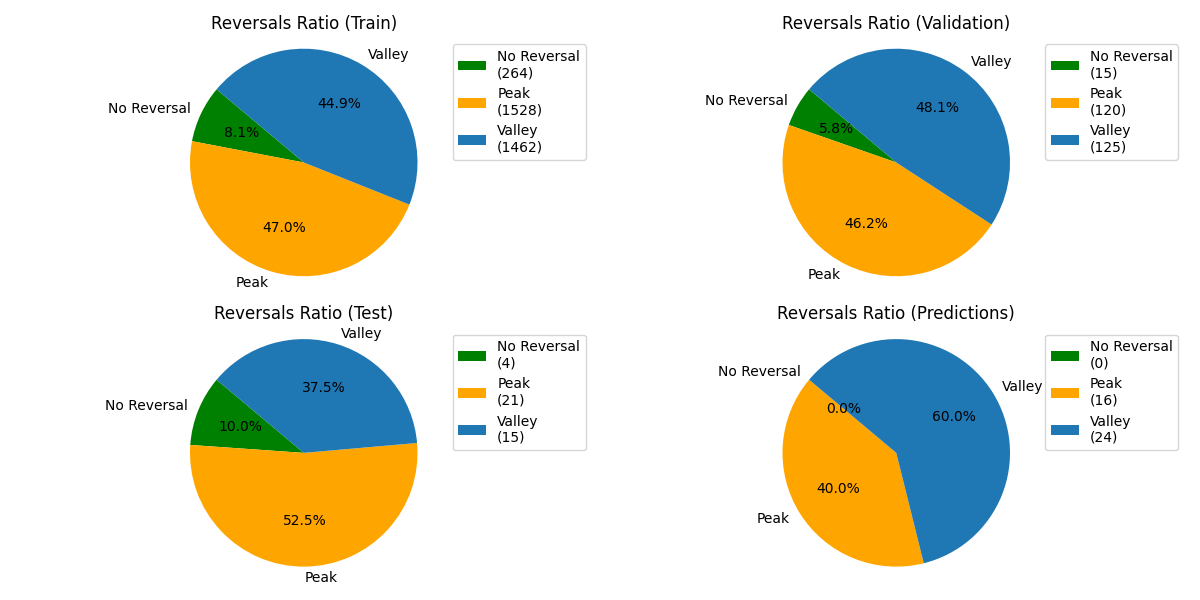 Reversals Ratio (Train)
Valley
No Reversal
44.9%
8.1%
47.0%
Peak
No Reversal
(264)
Peak
(1528)
Valley
(1462)
Reversals Ratio (Validation)
Valley
No Reversal
48.1%
5.8%
46.2%
Peak
No Reversal
(15)
Peak
(120)
Valley
(125)
Reversals Ratio (Test)
Valley
37.5%
No Reversal
10.0%
52.5%
Peak
No Reversal
(4)
Peak
(21)
Valley
(15)
Reversals Ratio (Predictions)
No Reversal
Valley
0.0%
60.0%
40.0%
Peak
No Reversal
(0)
Peak
(16)
Valley
(24)